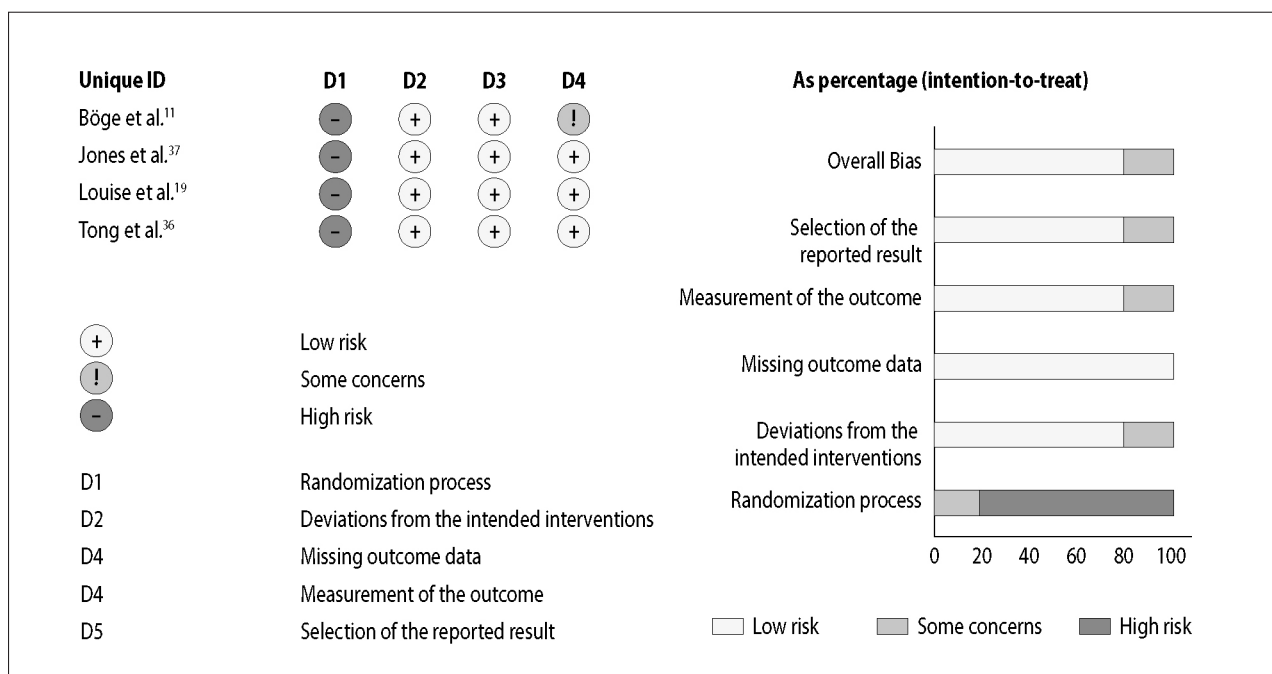 Unique ID D1 D2 D3 D4
Böge et al.11 − + + !
Jones et al.37 − + + +
Louise et al.19 − + + +
Tong et al.36 − + + +
+ Low risk
! Some concerns
− High risk
D1 Randomization process
D2 Deviations from the intended interventions
D4 Missing outcome data
D4 Measurement of the outcome
D5 Selection of the reported result
As percentage (intention-to-treat)
Overall Bias
Selection of the
reported result
Measurement of the outcome
Missing outcome data
Deviations from the
intended interventions
Randomization process
0 20 40 60 80 100
Low risk Some concerns High risk